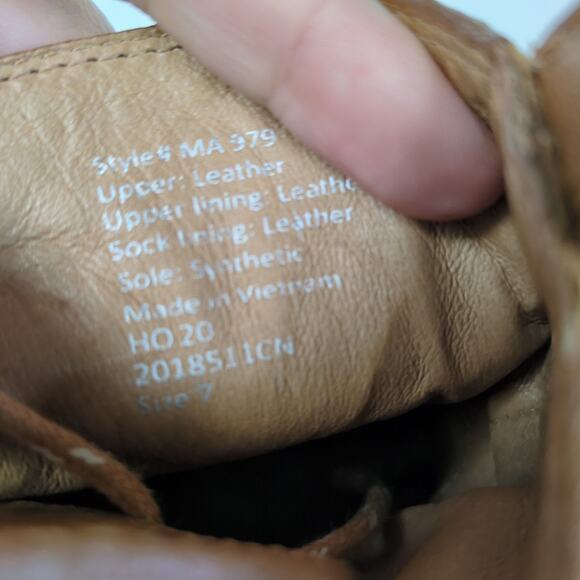 Style# MA 979
Upper: Leather
Upper lining: Leathe
Sock lining: Leather
Sole: Synthetic
Made in Vietnam
HO 20
2018511CN
Size 7